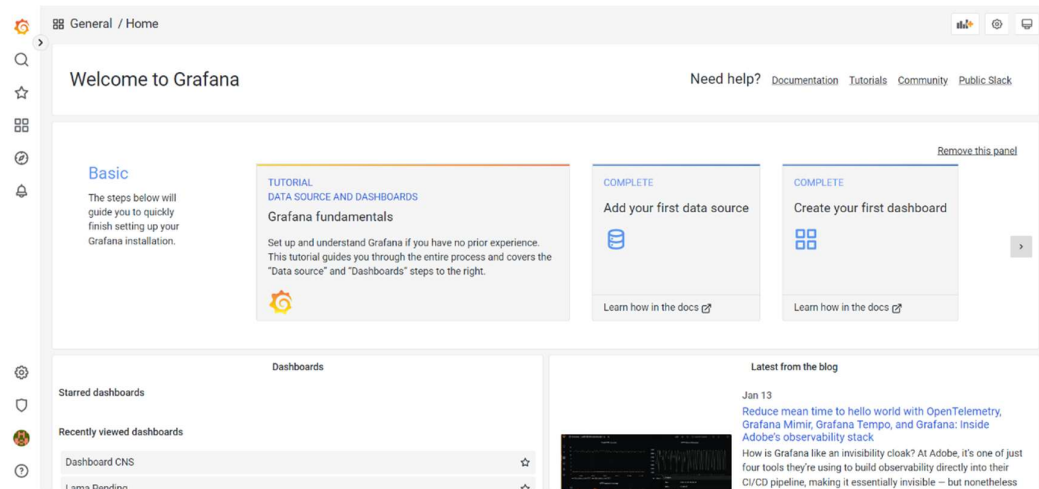 General / Home
Welcome to Grafana
Need help? Documentation Tutorials Community Public Slack
Remove this panel
Basic
The steps below will
guide you to quickly
finish setting up your
Grafana installation.
TUTORIAL
DATA SOURCE AND DASHBOARDS
Grafana fundamentals
Set up and understand Grafana if you have no prior experience.
This tutorial guides you through the entire process and covers the
"Data source" and "Dashboards" steps to the right.
COMPLETE
Add your first data source
Learn how in the docs
COMPLETE
Create your first dashboard
Learn how in the docs
Dashboards
Starred dashboards
Recently viewed dashboards
Dashboard CNS
Lama Pending
Latest from the blog
Jan 13
Reduce mean time to hello world with OpenTelemetry,
Grafana Mimir, Grafana Tempo, and Grafana: Inside
Adobe's observability stack
How is Grafana like an invisibility cloak? At Adobe, it's one of just
four tools they're using to build observability directly into their
CI/CD pipeline, making it essentially invisible — but nonetheless